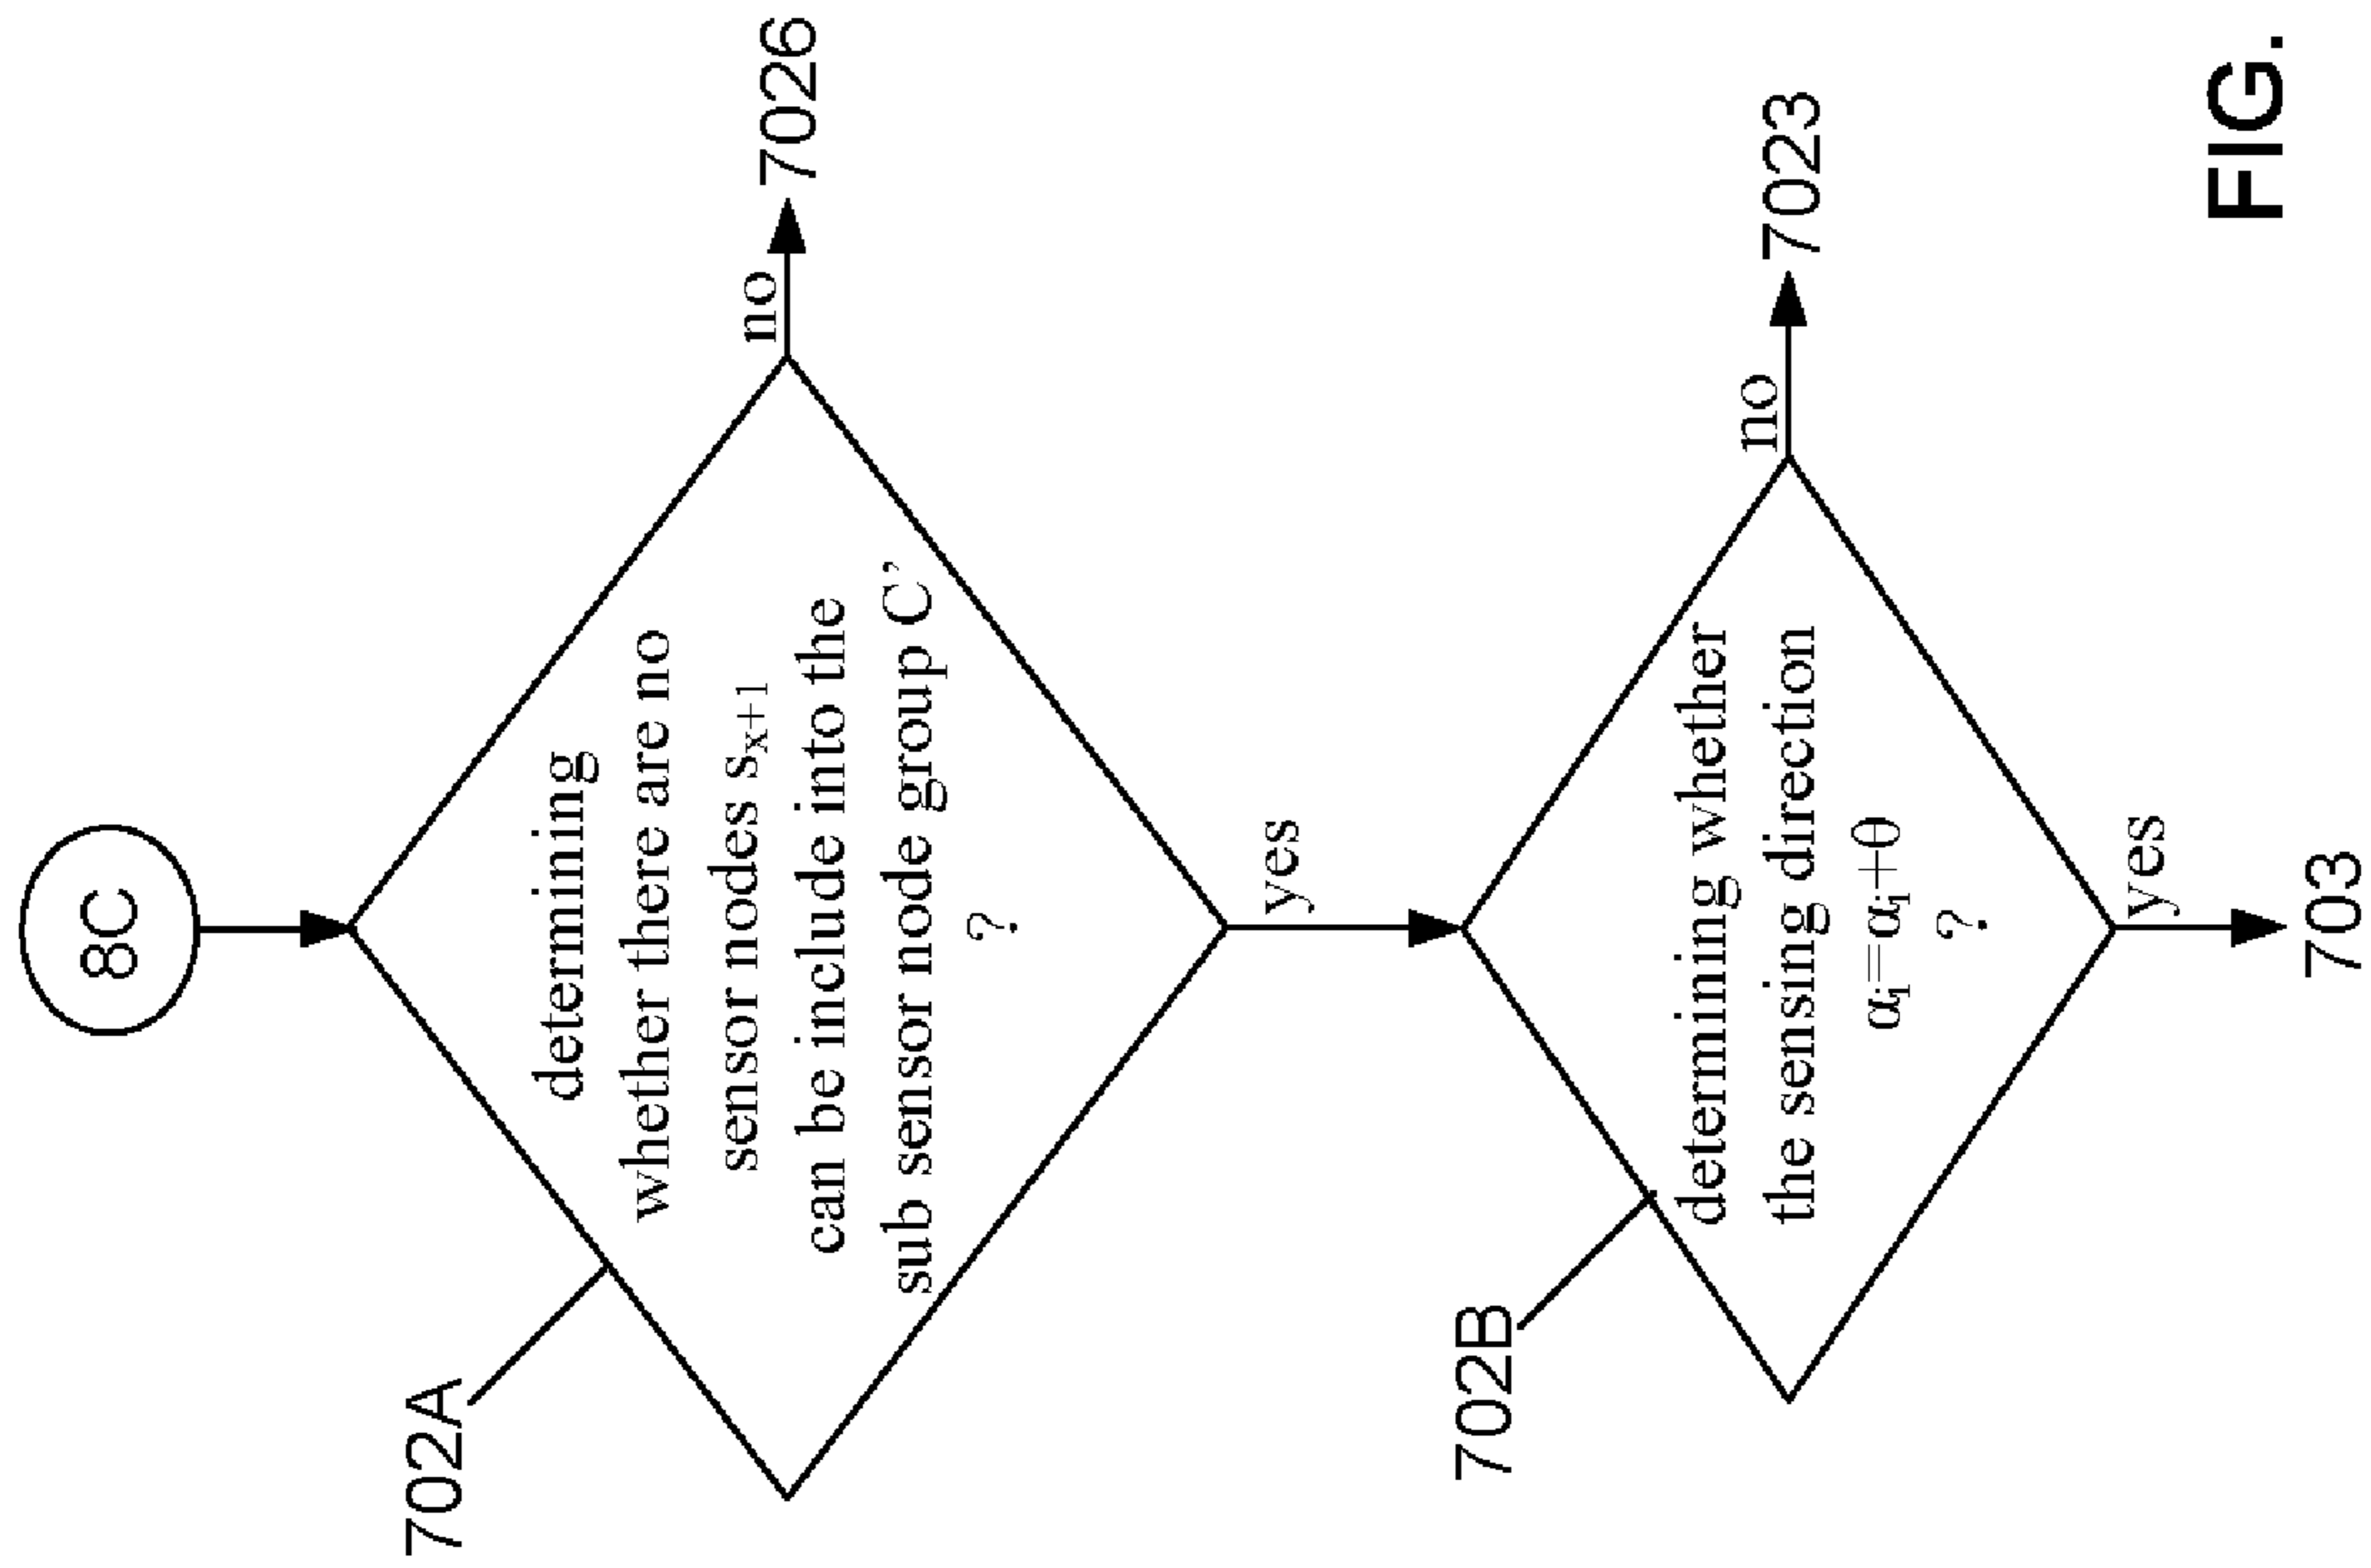 8C
702A
determining
whether there are no
sensor nodes sₓ₊₁
can be include into the
sub sensor node group C'
?
no
7026
yes
702B
determining whether
the sensing direction
αᵢ=αᵢ+θ
?
no
7023
yes
703
FIG.